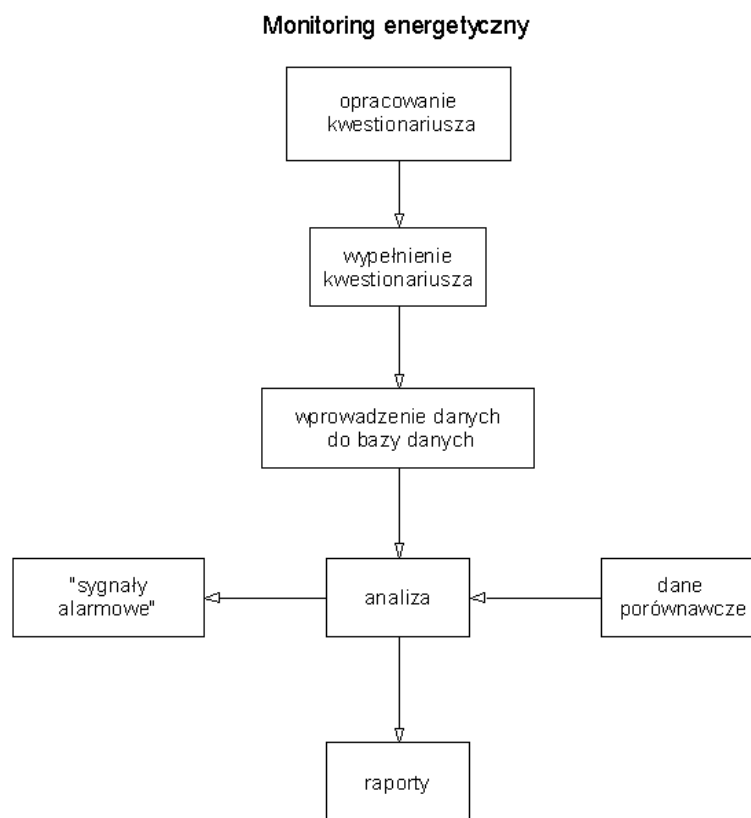 Monitoring energetyczny
opracowanie
kwestionariusza
wypełnienie
kwestionariusza
wprowadzenie danych
do bazy danych
"sygnały
alarmowe"
analiza
dane
porównawcze
raporty